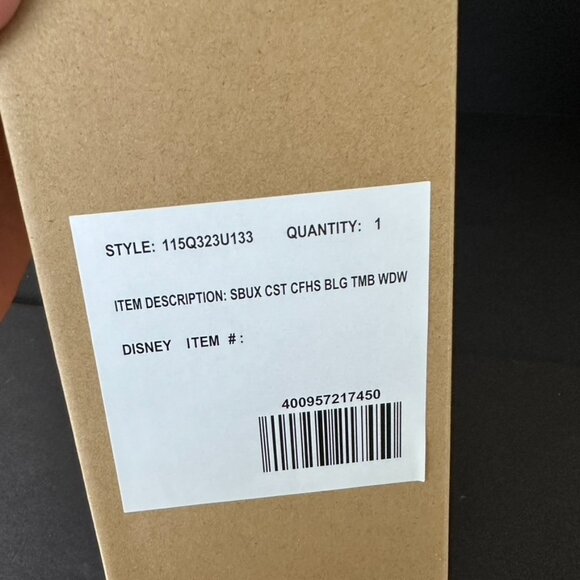 STYLE: 115Q323U133 QUANTITY: 1
ITEM DESCRIPTION: SBUX CST CFHS BLG TMB WDW
DISNEY ITEM #:
400957217450